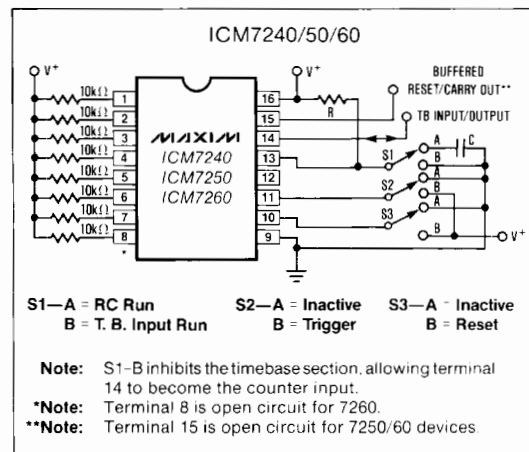 ICM7240/50/60
V+
10kΩ
10kΩ
10kΩ
10kΩ
10kΩ
10kΩ
10kΩ
10kΩ
1
2
3
4
5
6
7
8
*
MAXIM
ICM7240
ICM7250
ICM7260
16
15
14
13
12
11
10
9
V+
R
BUFFERED
RESET/CARRY OUT**
TB INPUT/OUTPUT
S1
A
C
B
S2
A
B
S3
A
B
V+
S1—A = RC Run
B = T. B. Input Run
S2—A = Inactive
B = Trigger
S3—A = Inactive
B = Reset
Note: S1-B inhibits the timebase section, allowing terminal
14 to become the counter input.
*Note: Terminal 8 is open circuit for 7260.
**Note: Terminal 15 is open circuit for 7250/60 devices.